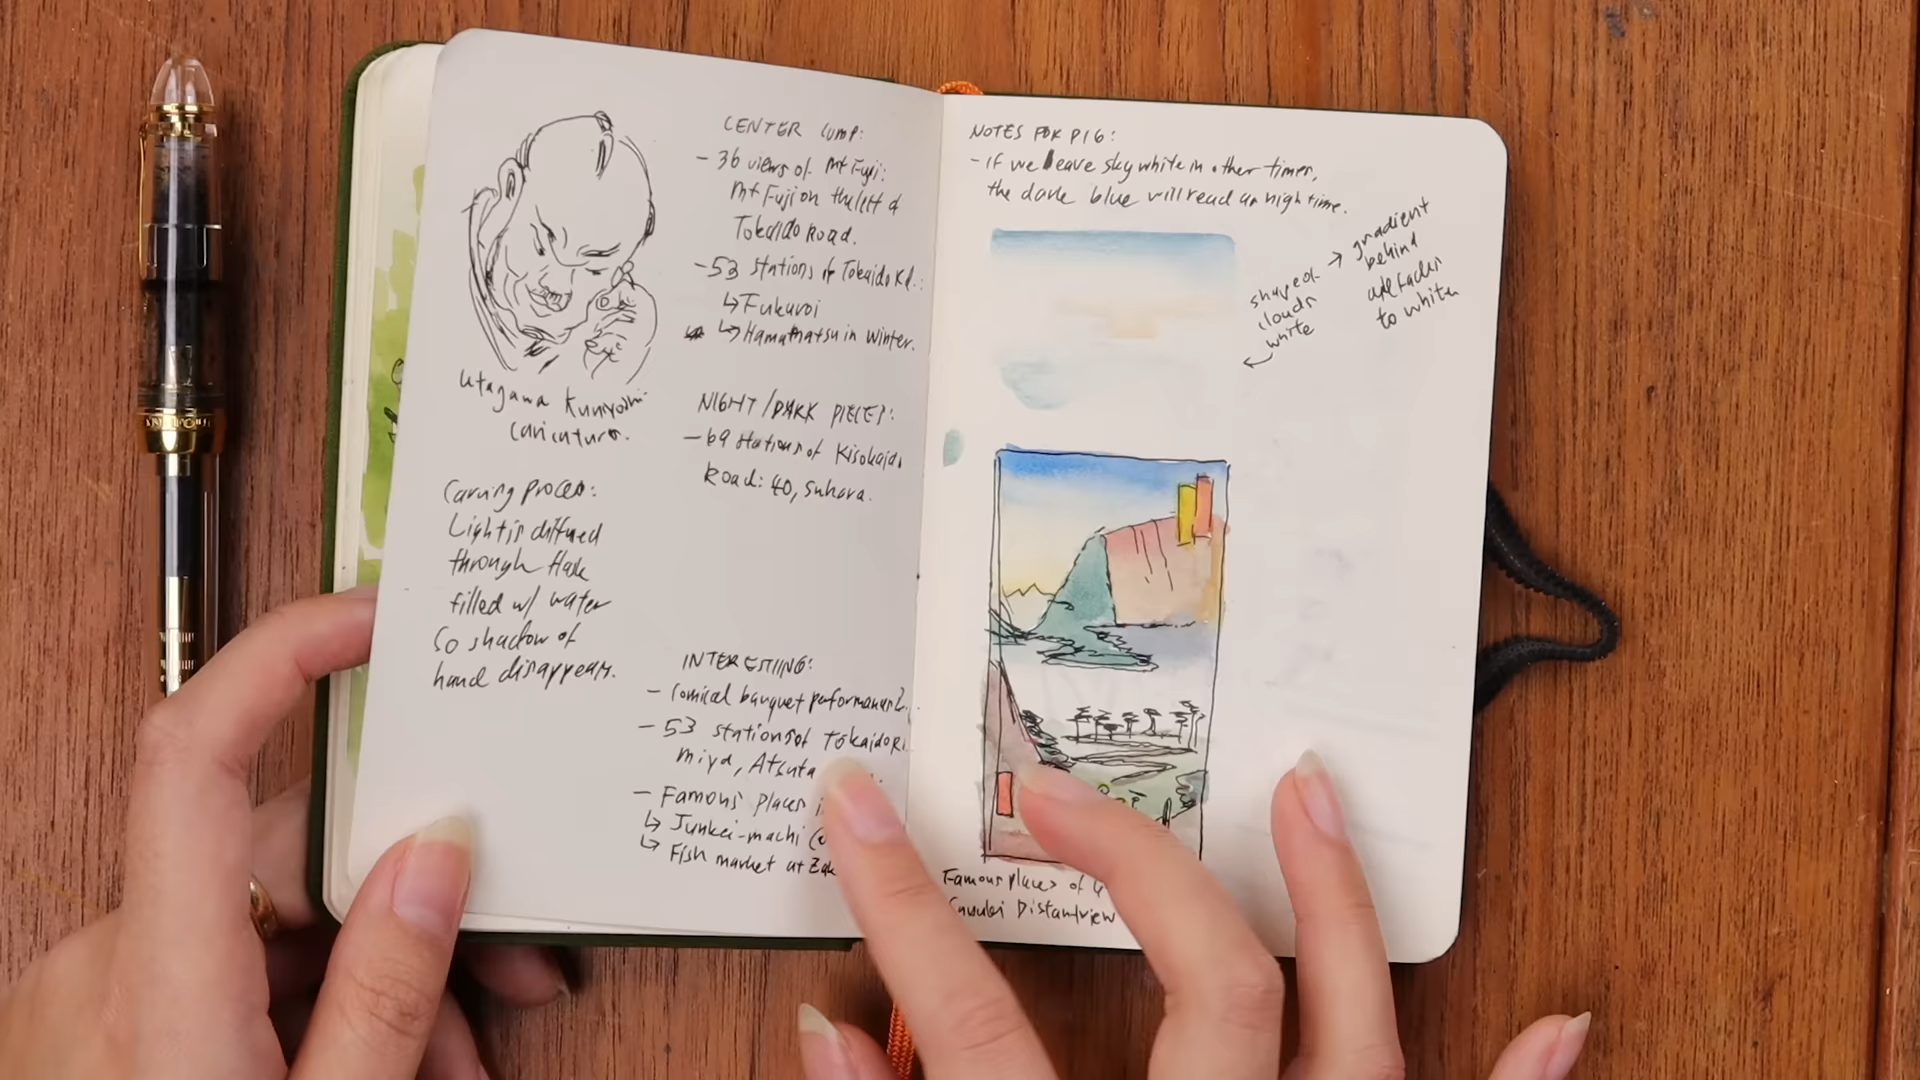 Utagawa Kuniyoshi
caricature.
Carving process:
Light is diffused
through flask
filled w/ water
so shadow of
hand disappears.
CENTER COMP:
- 36 views of Mt Fuji:
Mt Fuji on the left of
Tokaido Road.
- 53 stations of Tokaido Rd.:
↳ Fukuroi
↳ Hamamatsu in winter.
NIGHT/DARK PIECES:
- 69 stations of Kisokaido
Road: 40, Suhara.
INTERESTIING:
- Comical banquet performances
- 53 stations of Tokaido R
Miya, Atsuta
- Famous places
↳ Junkei-machi
↳ Fish market at
NOTES FOR P16:
- if we leave sky white in other times,
the dark blue will read as nightime.
shape of
clouds
white
→ gradient
behind
and fades
to white
Famous places of
Distant view